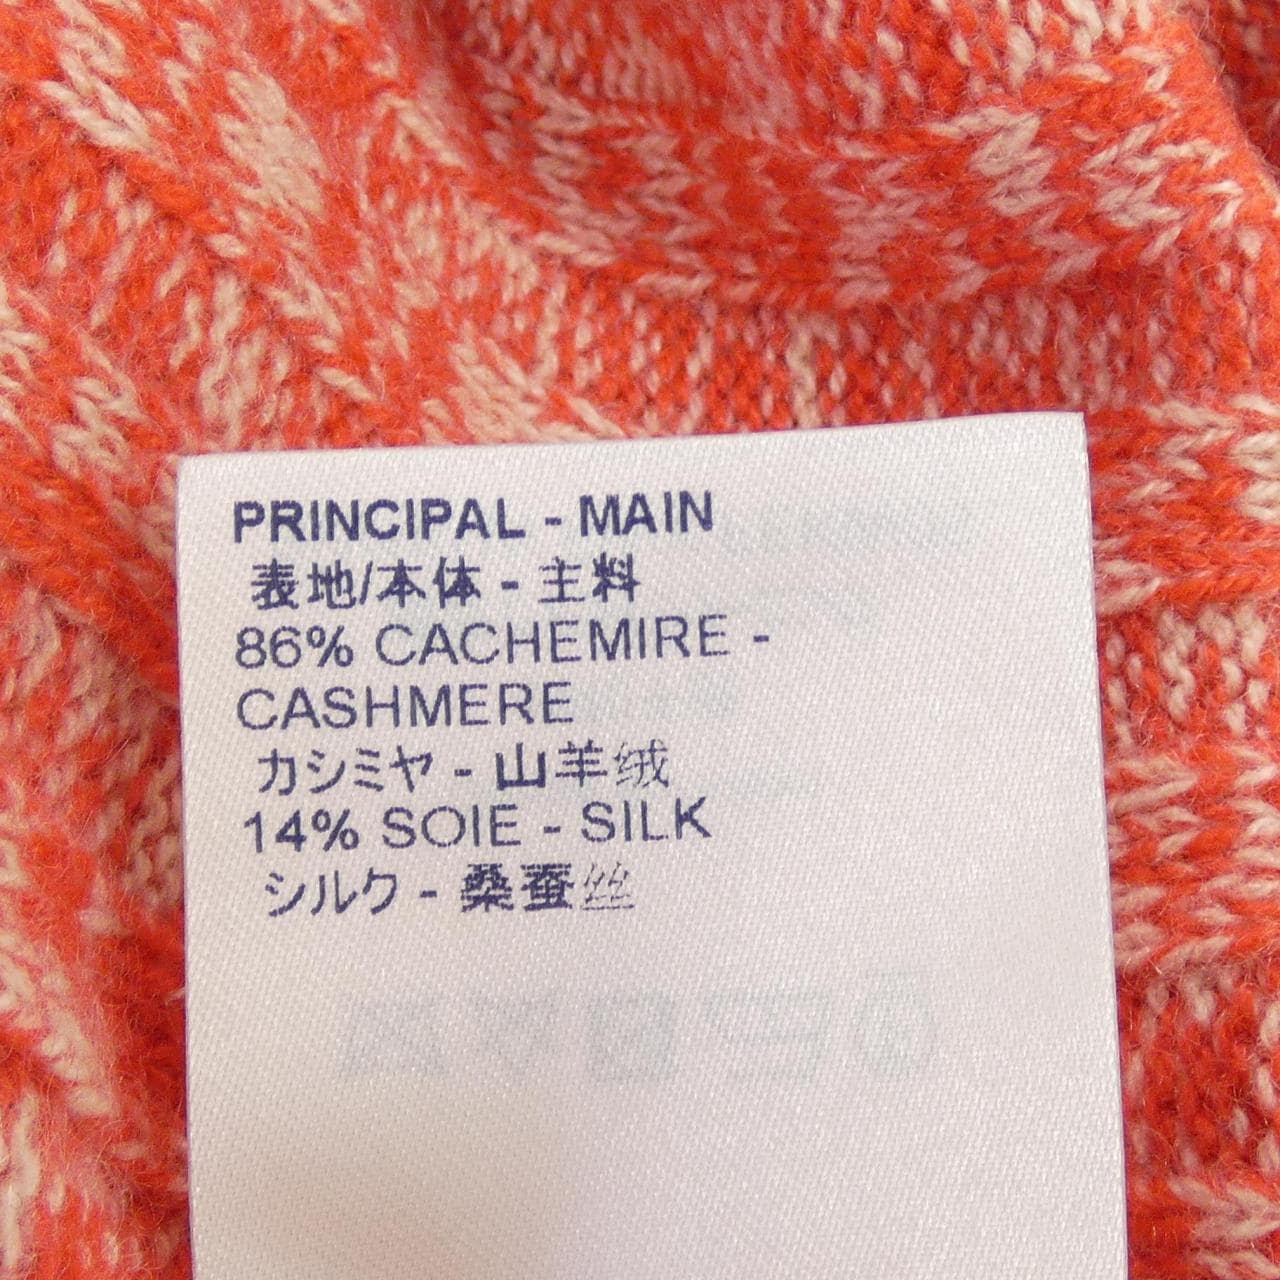 PRINCIPAL - MAIN
表地/本体 - 主料
86% CACHEMIRE -
CASHMERE
カシミヤ - 山羊绒
14% SOIE - SILK
シルク - 桑蚕丝